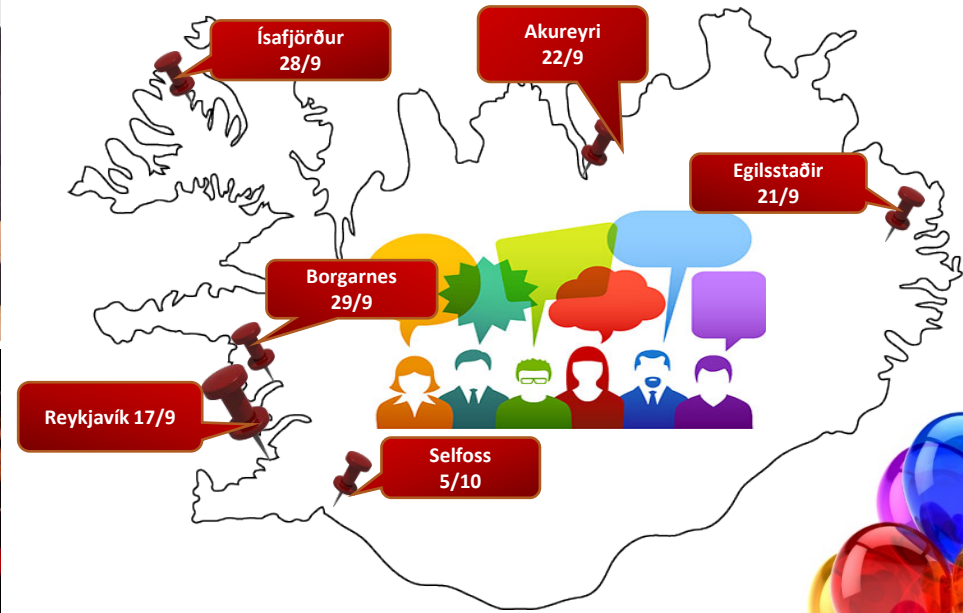 Ísafjörður
28/9
Akureyri
22/9
Egilsstaðir
21/9
Borgarnes
29/9
Reykjavík 17/9
Selfoss
5/10